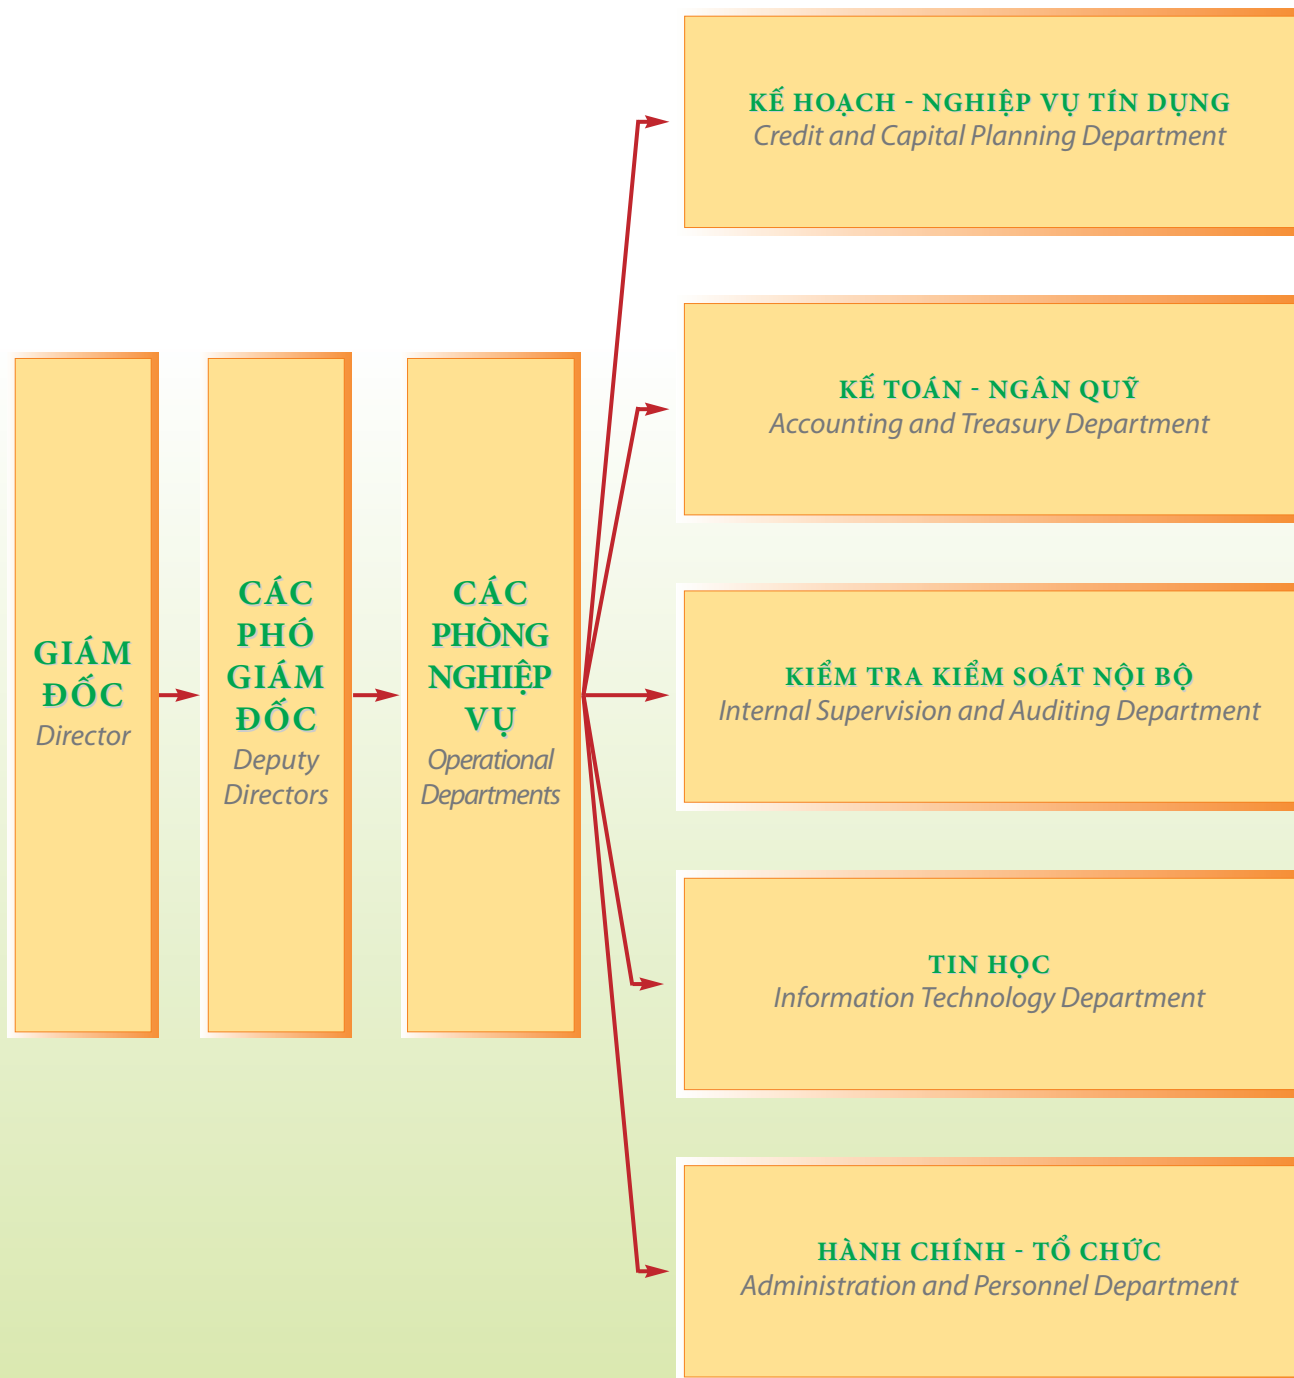 GIÁM
ĐỐC
Director
CÁC
PHÓ
GIÁM
ĐỐC
Deputy
Directors
CÁC
PHÒNG
NGHIỆP
VỤ
Operational
Departments
KẾ HOẠCH - NGHIỆP VỤ TÍN DỤNG
Credit and Capital Planning Department
KẾ TOÁN - NGÂN QUỸ
Accounting and Treasury Department
KIỂM TRA KIỂM SOÁT NỘI BỘ
Internal Supervision and Auditing Department
TIN HỌC
Information Technology Department
HÀNH CHÍNH - TỔ CHỨC
Administration and Personnel Department